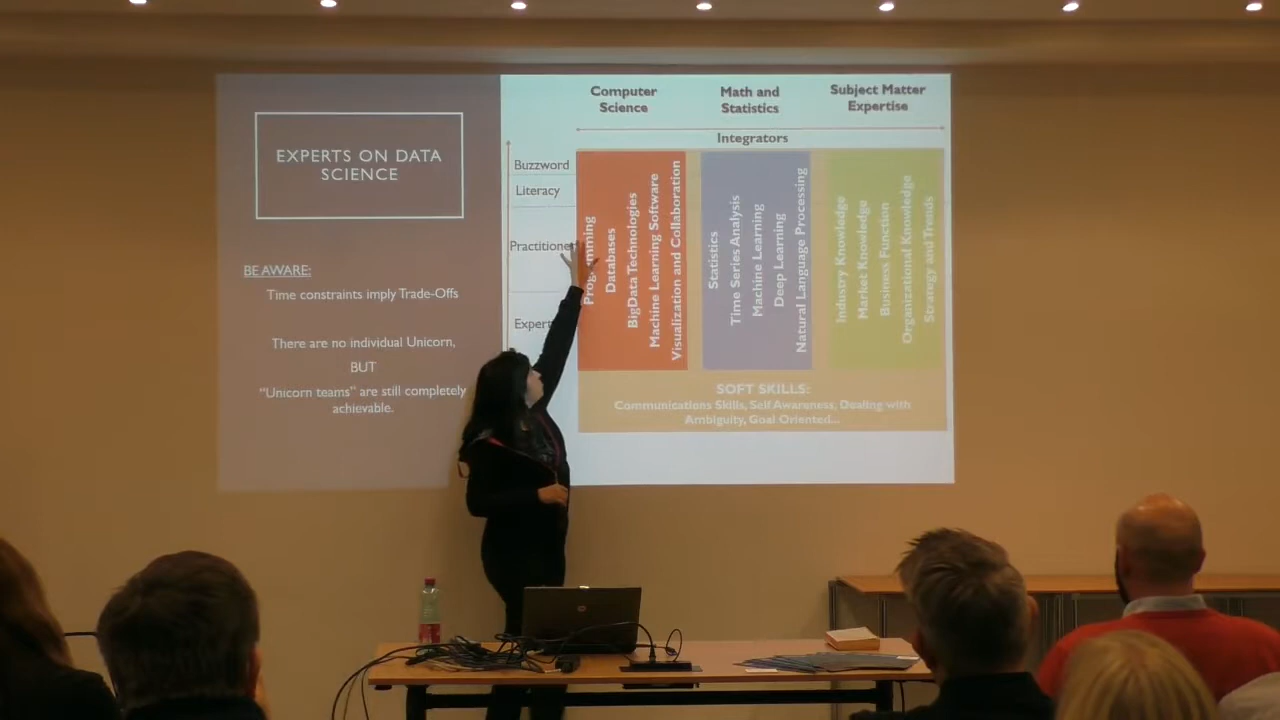 EXPERTS ON DATA
SCIENCE
BE AWARE:
Time constraints imply Trade-Offs
There are no individual Unicorn,
BUT
“Unicorn teams” are still completely
achievable.
Computer
Science
Math and
Statistics
Subject Matter
Expertise
Integrators
Buzzword
Literacy
Practitione
Expert
Programming
Databases
BigData Technologies
Machine Learning Software
Visualization and Collaboration
Statistics
Time Series Analysis
Machine Learning
Deep Learning
Natural Language Processing
Industry Knowledge
Market Knowledge
Business Function
Organizational Knowledge
Strategy and Trends
SOFT SKILLS:
Communications Skills, Self Awareness, Dealing with
Ambiguity, Goal Oriented...